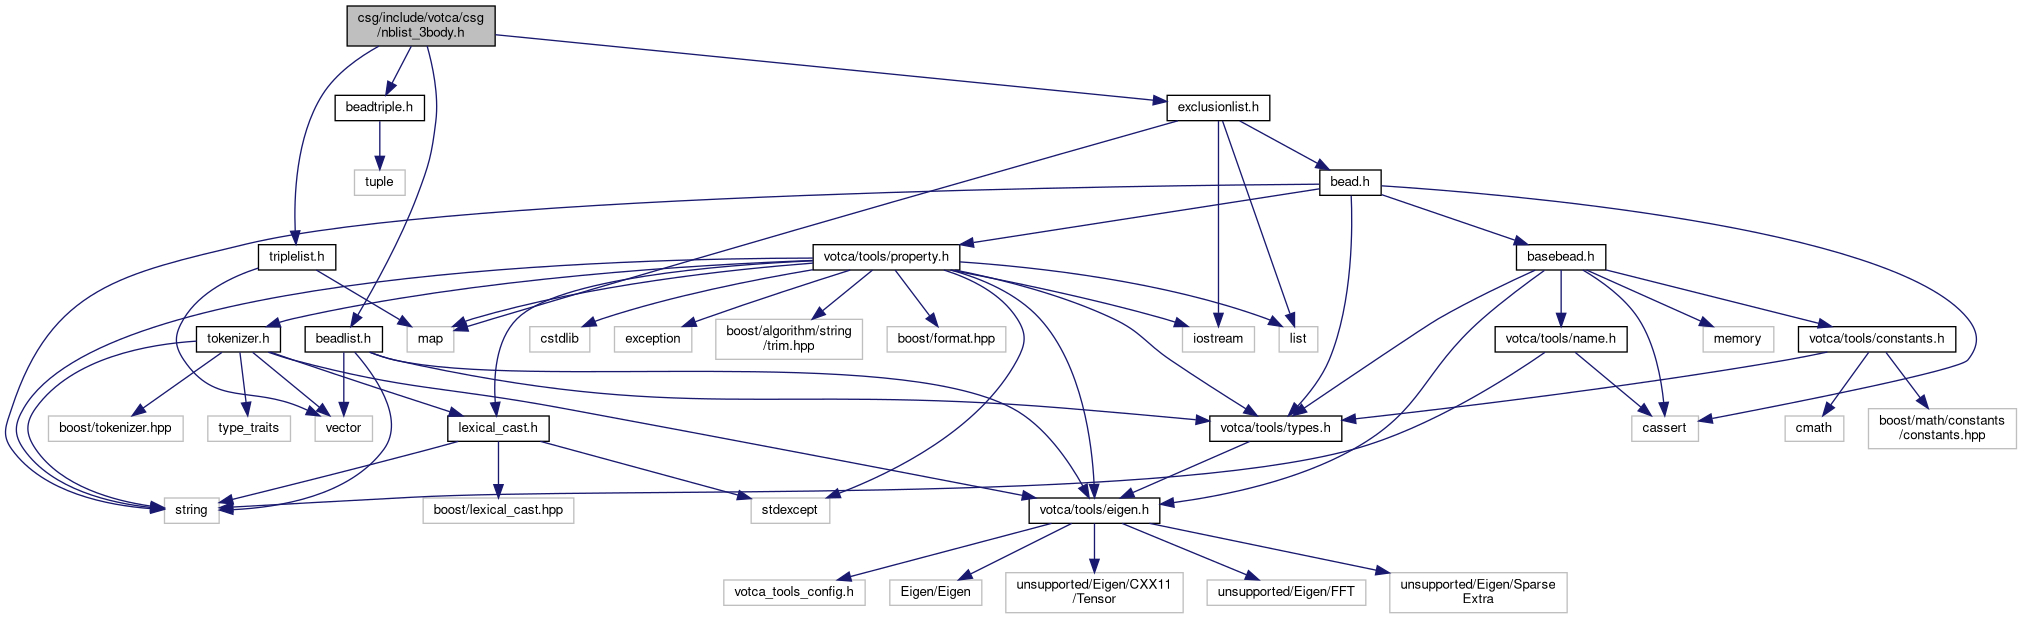 csg/include/votca/csg
/nblist_3body.h
beadtriple.h
exclusionlist.h
tuple
bead.h
triplelist.h
votca/tools/property.h
basebead.h
tokenizer.h
beadlist.h
map
cstdlib
exception
boost/algorithm/string
/trim.hpp
boost/format.hpp
iostream
list
votca/tools/name.h
memory
votca/tools/constants.h
boost/tokenizer.hpp
type_traits
vector
lexical_cast.h
votca/tools/types.h
cassert
cmath
boost/math/constants
/constants.hpp
string
boost/lexical_cast.hpp
stdexcept
votca/tools/eigen.h
votca_tools_config.h
Eigen/Eigen
unsupported/Eigen/CXX11
/Tensor
unsupported/Eigen/FFT
unsupported/Eigen/Sparse
Extra